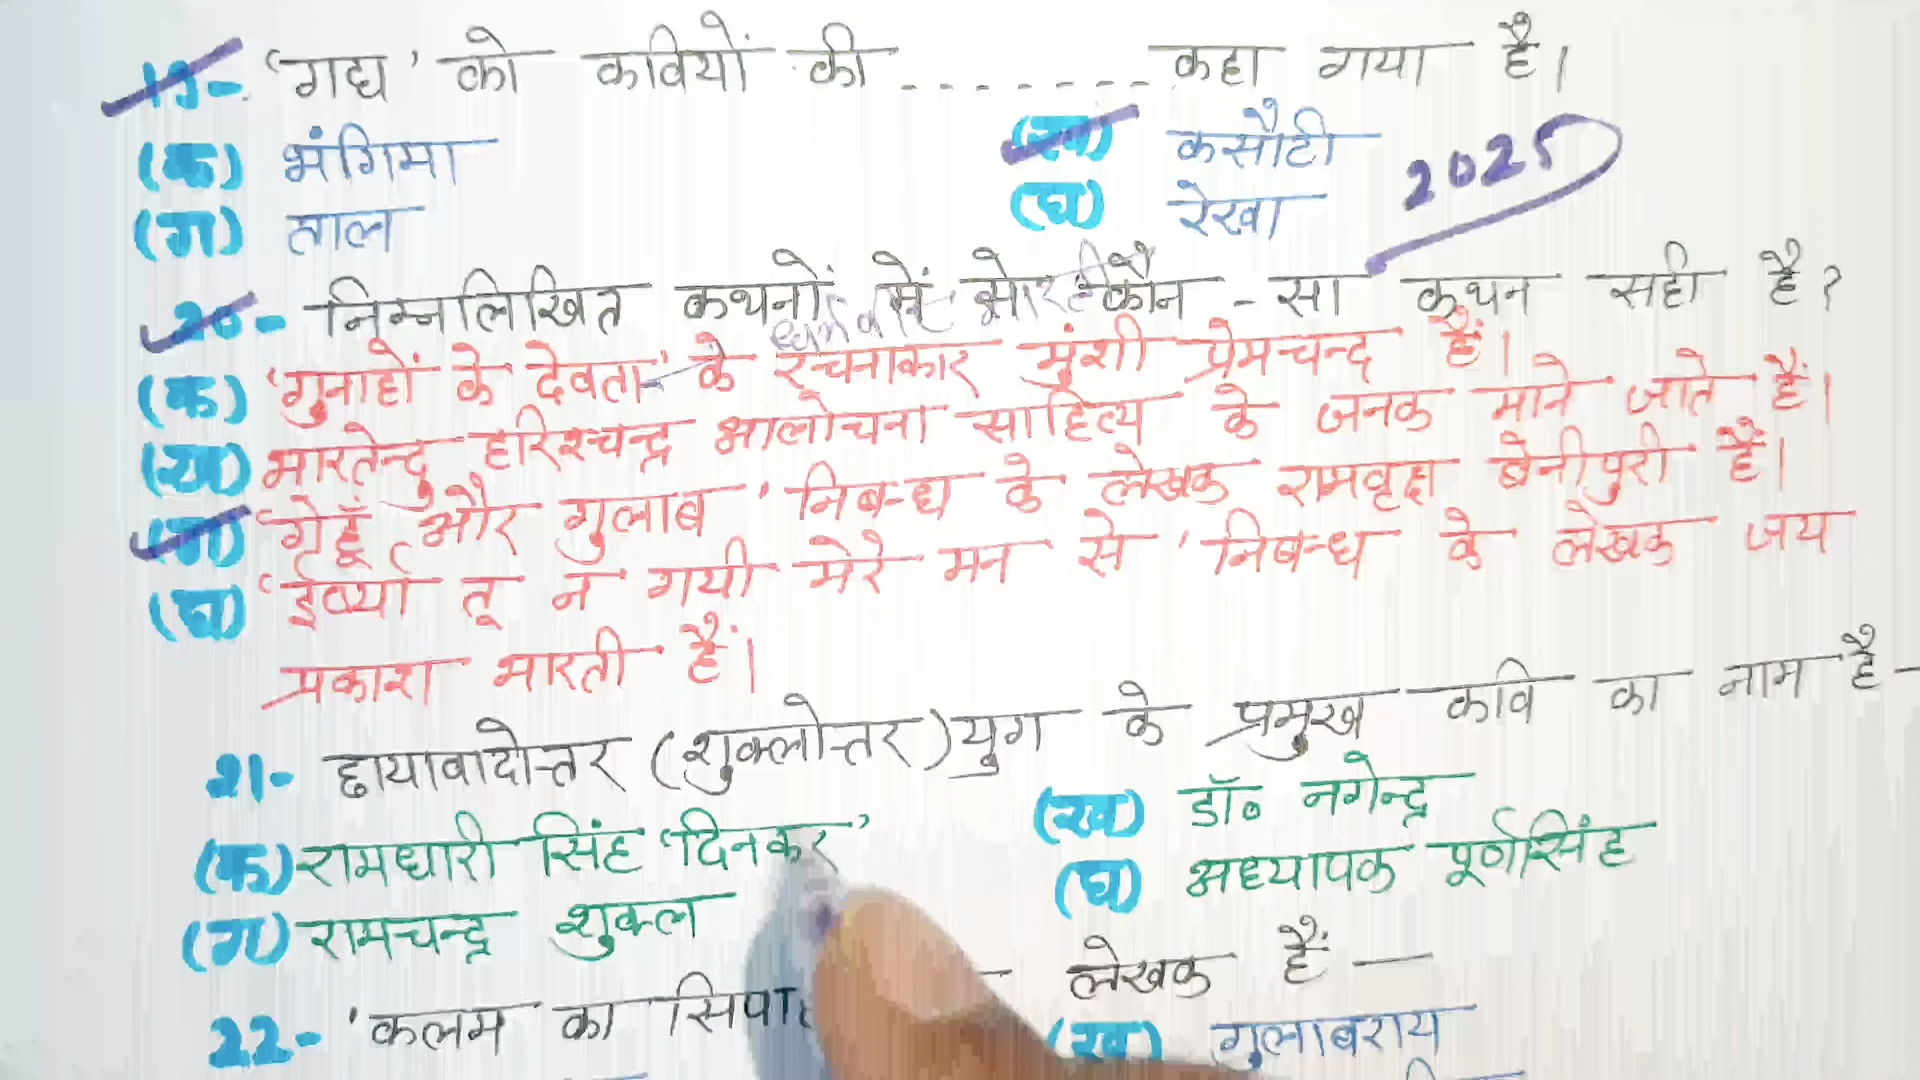 19- 'गद्य' को कवियों की - - - - - - - - कहा गया है।
(क) भंगिमा (ख) कसौटी
2025
(ग) ताल (घ) रेखा
20- निम्नलिखित कथनों में से कौन-सा कथन सही है?
(क) 'गुनाहों के देवता' के रचनाकार मुंशी प्रेमचन्द्र हैं।
(ख) भारतेन्दु हरिश्चन्द्र आलोचना साहित्य के जनक माने जाते हैं।
(ग) 'गेहूँ और गुलाब' निबन्ध के लेखक रामवृक्ष बेनीपुरी हैं।
(घ) 'ईर्ष्या तू न गयी मेरे मन से' निबन्ध के लेखक जय
प्रकाश भारती हैं।
21- छायावादोत्तर (शुक्लोत्तर) युग के प्रमुख कवि का नाम है-
(क) रामधारी सिंह 'दिनकर' (ख) डॉ० नगेन्द्र
(ग) रामचन्द्र शुक्ल (घ) अध्यापक पूर्णसिंह
22- 'कलम का लेखक हैं —
(ख) गुलाबराय